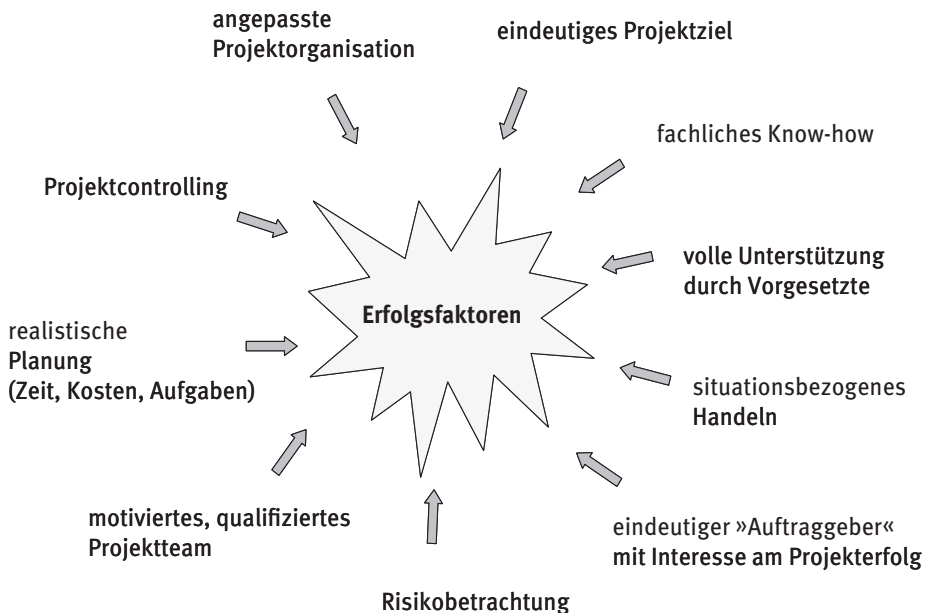 angepasste
Projektorganisation
eindeutiges Projektziel
fachliches Know-how
Projektcontrolling
volle Unterstützung
durch Vorgesetzte
Erfolgsfaktoren
realistische
Planung
(Zeit, Kosten, Aufgaben)
situationsbezogenes
Handeln
motiviertes, qualifiziertes
Projektteam
eindeutiger »Auftraggeber«
mit Interesse am Projekterfolg
Risikobetrachtung